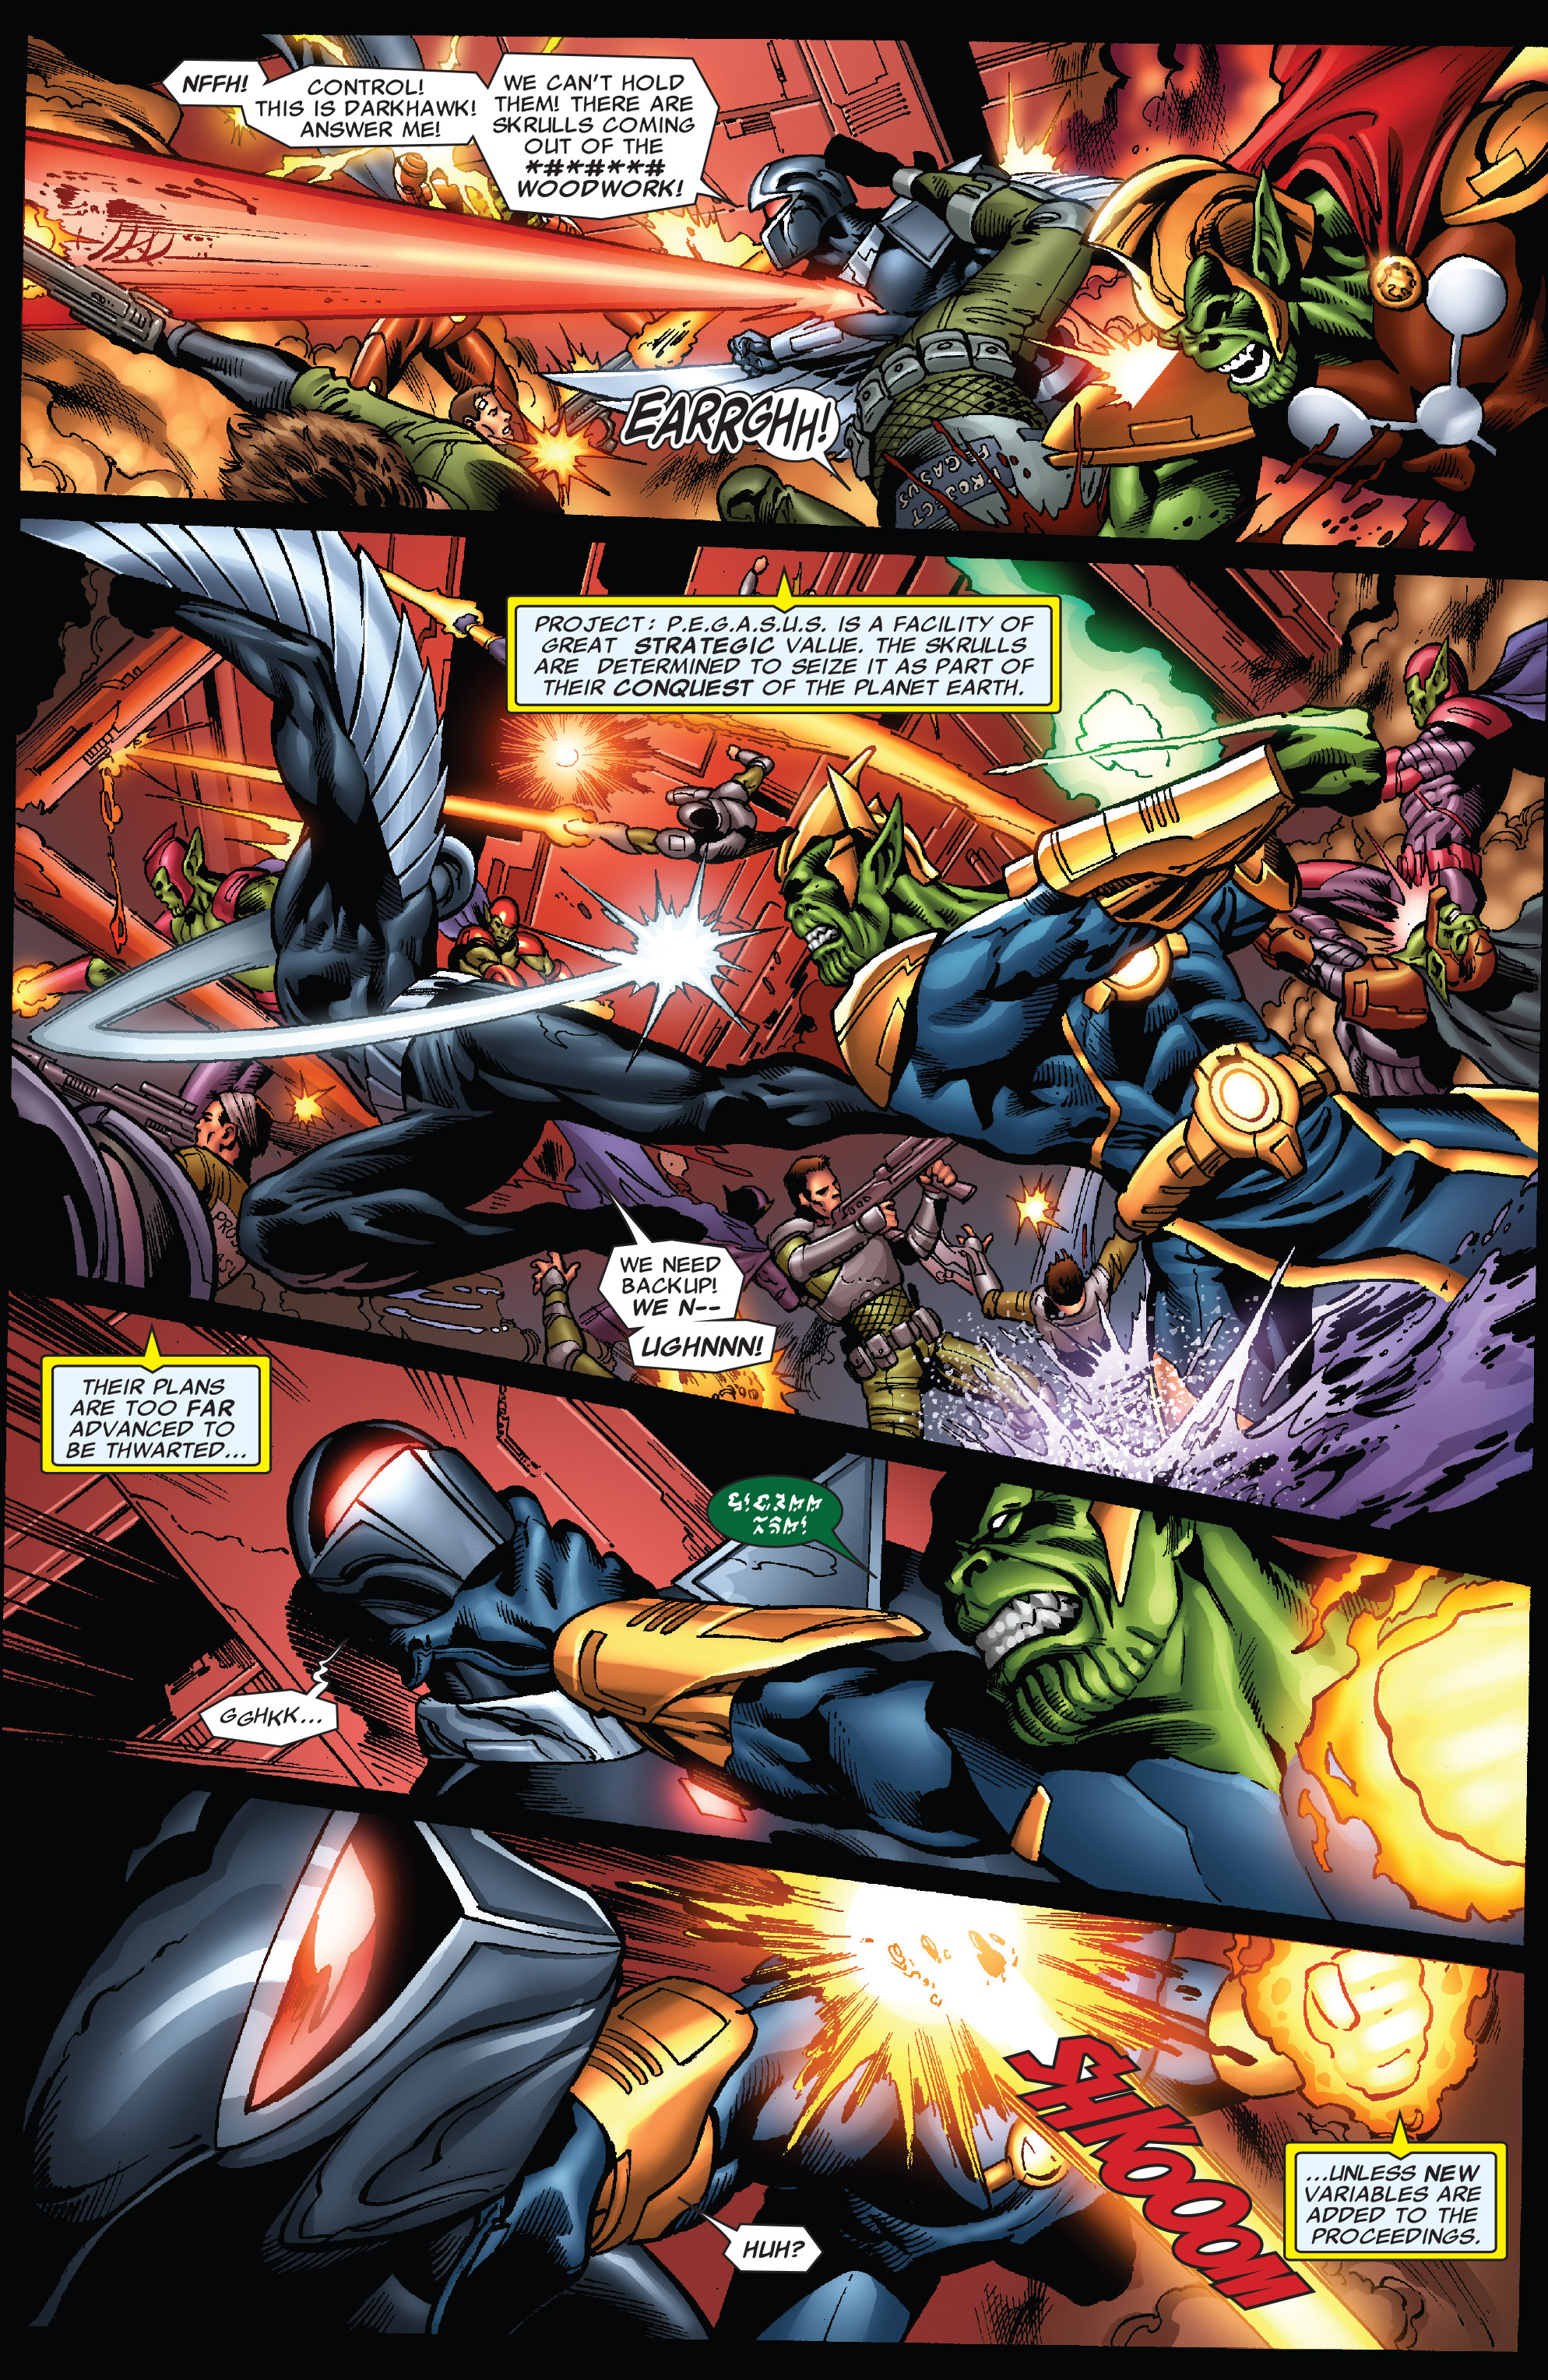 NFFH!
CONTROL!
THIS IS DARKHAWK!
ANSWER ME!
WE CAN'T HOLD
THEM! THERE ARE
SKRULLS COMING
OUT OF THE
*#*#**#
WOODWORK!
EARRGHH!
PROJECT
PEGASUS
PROJECT: P.E.G.A.S.U.S. IS A FACILITY OF
GREAT STRATEGIC VALUE. THE SKRULLS
ARE DETERMINED TO SEIZE IT AS PART OF
THEIR CONQUEST OF THE PLANET EARTH.
WE NEED
BACKUP!
WE N--
UGHNNN!
THEIR PLANS
ARE TOO FAR
ADVANCED TO
BE THWARTED...
GGHKK...
SHKOOOM
...UNLESS NEW
VARIABLES ARE
ADDED TO THE
PROCEEDINGS.
HUH?